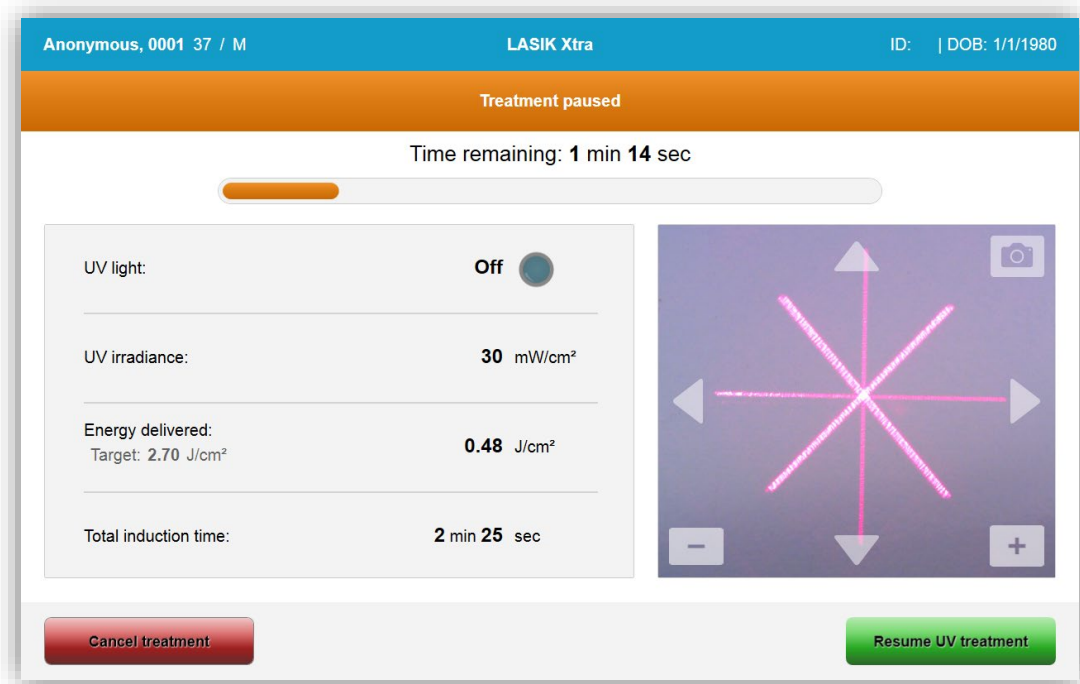 Anonymous, 0001 37 / M LASIK Xtra ID: | DOB: 1/1/1980
Treatment paused
Time remaining: 1 min 14 sec
UV light: Off
UV irradiance: 30 mW/cm²
Energy delivered: 0.48 J/cm²
Target: 2.70 J/cm²
Total induction time: 2 min 25 sec
− +
Cancel treatment Resume UV treatment